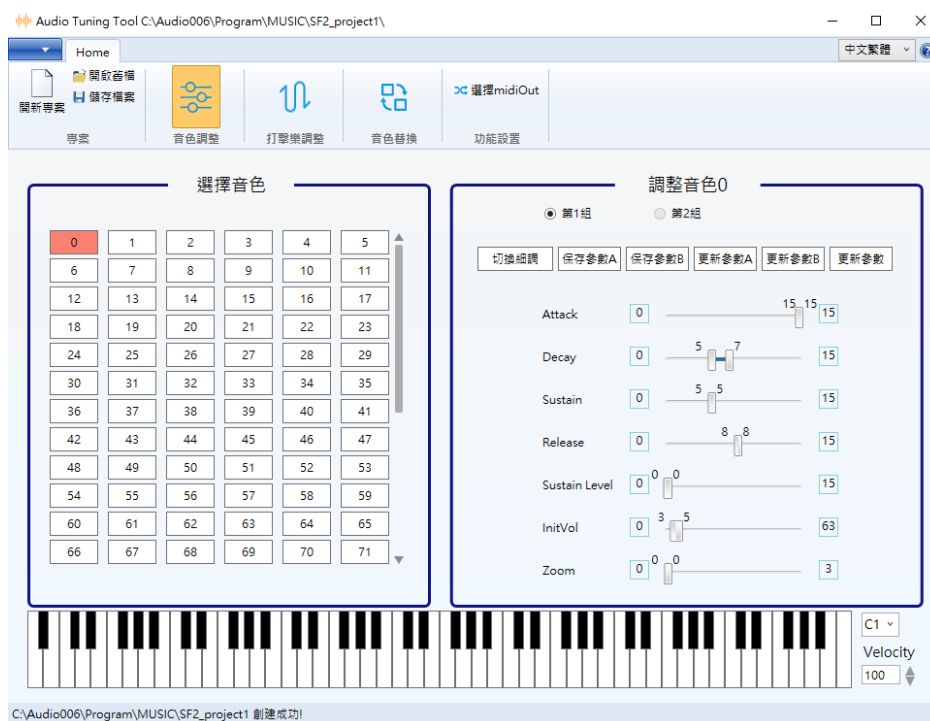 Audio Tuning Tool C:\Audio006\Program\MUSIC\SF2_project1\
Home
中文繁體
開新專案
開啟舊檔
儲存檔案
專案
音色調整
打擊樂調整
音色替換
選擇midiOut
功能設置
選擇音色
0 1 2 3 4 5
6 7 8 9 10 11
12 13 14 15 16 17
18 19 20 21 22 23
24 25 26 27 28 29
30 31 32 33 34 35
36 37 38 39 40 41
42 43 44 45 46 47
48 49 50 51 52 53
54 55 56 57 58 59
60 61 62 63 64 65
66 67 68 69 70 71
調整音色0
第1組 第2組
切換細調 保存參數A 保存參數B 更新參數A 更新參數B 更新參數
Attack 0 15 15 15
Decay 0 5 7 15
Sustain 0 5 5 15
Release 0 8 8 15
Sustain Level 0 0 0 15
InitVol 0 3 5 63
Zoom 0 0 0 3
C1
Velocity
100
C:\Audio006\Program\MUSIC\SF2_project1 創建成功!